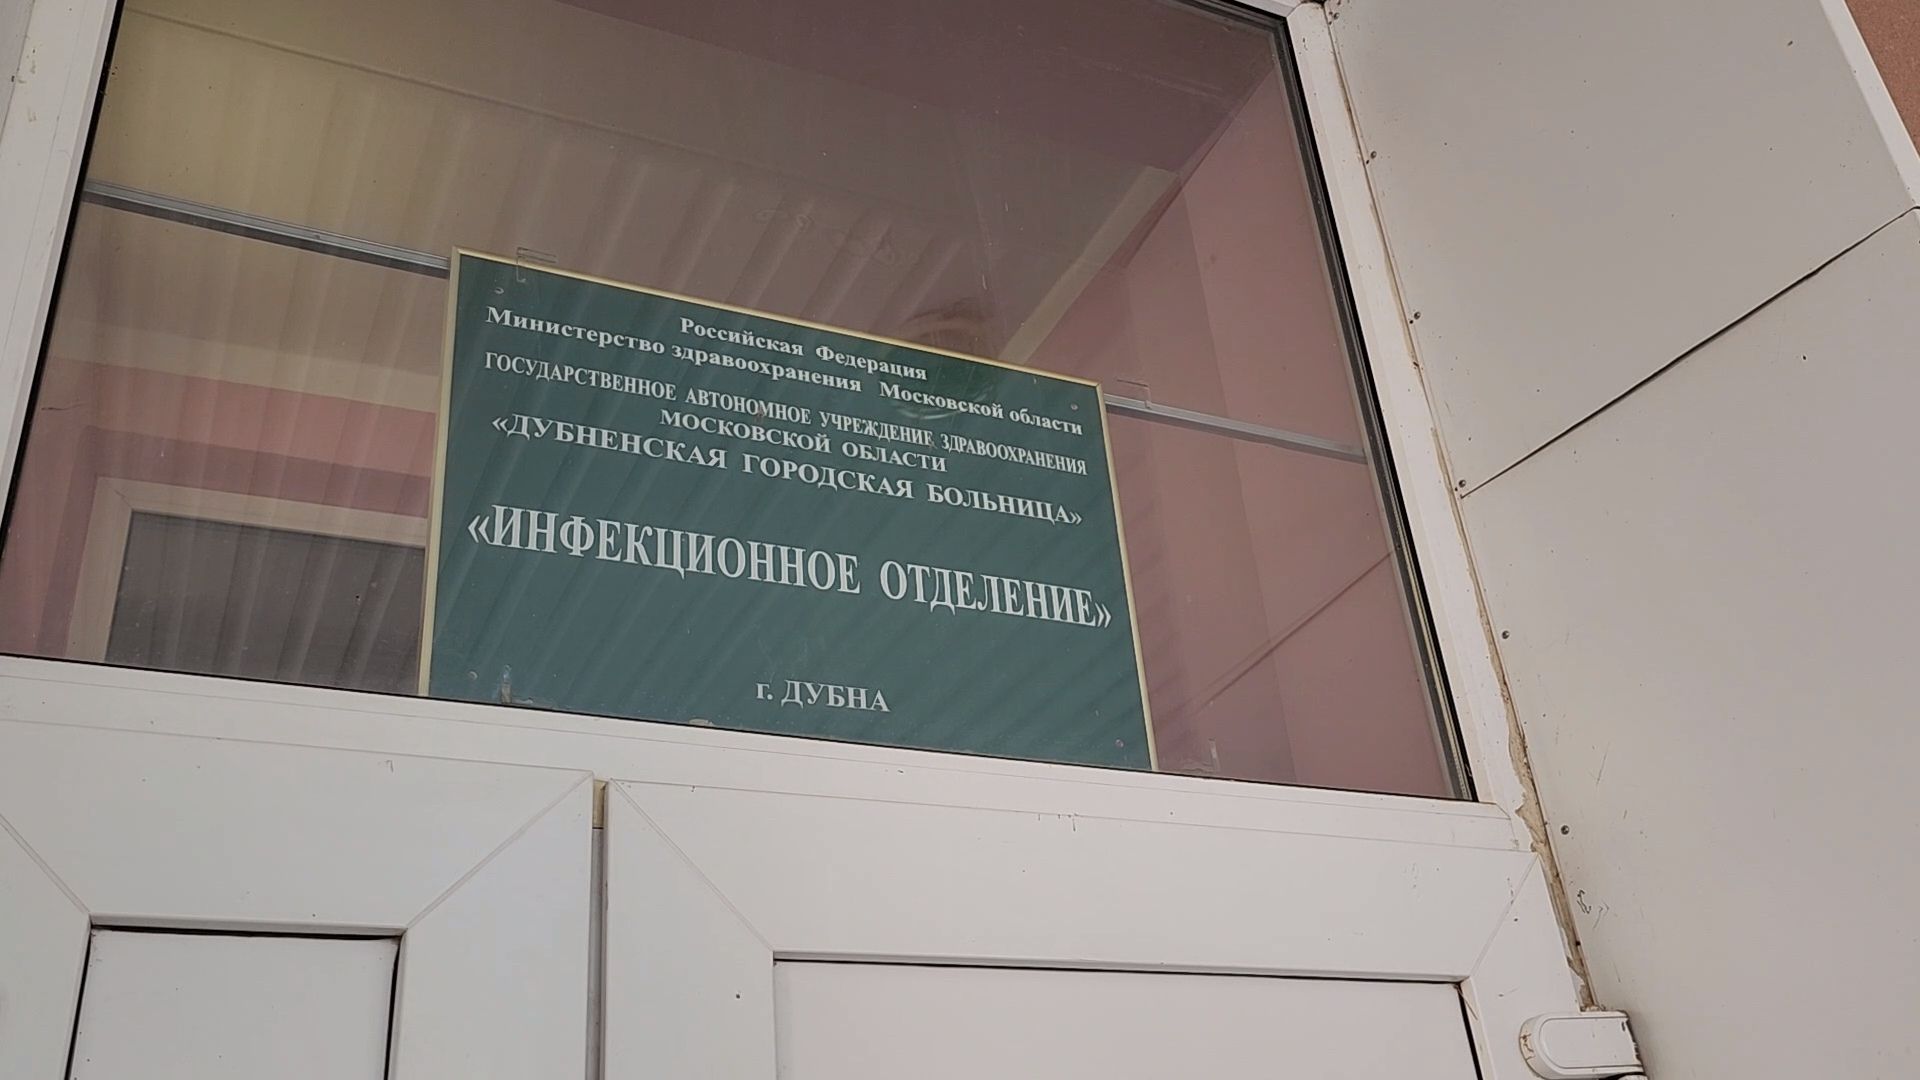 Российская Федерация
Министерство здравоохранения Московской области
ГОСУДАРСТВЕННОЕ АВТОНОМНОЕ УЧРЕЖДЕНИЕ ЗДРАВООХРАНЕНИЯ
МОСКОВСКОЙ ОБЛАСТИ
«ДУБНЕНСКАЯ ГОРОДСКАЯ БОЛЬНИЦА»
«ИНФЕКЦИОННОЕ ОТДЕЛЕНИЕ»
г. ДУБНА